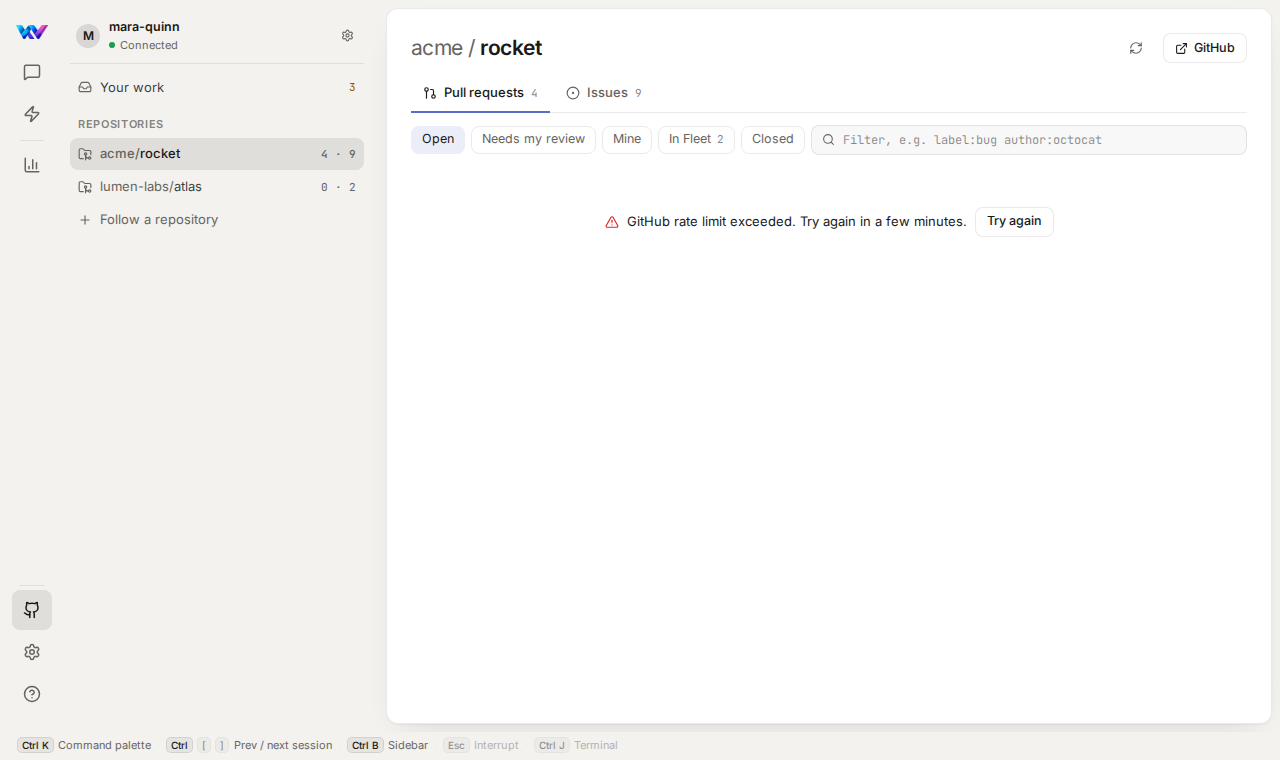 M
mara-quinn
Connected
Your work 3
REPOSITORIES
acme/rocket 4 · 9
lumen-labs/atlas 0 · 2
Follow a repository
acme / rocket
GitHub
Pull requests 4
Issues 9
Open
Needs my review
Mine
In Fleet 2
Closed
Filter, e.g. label:bug author:octocat
GitHub rate limit exceeded. Try again in a few minutes.
Try again
Ctrl K Command palette
Ctrl [ ] Prev / next session
Ctrl B Sidebar
Esc Interrupt
Ctrl J Terminal